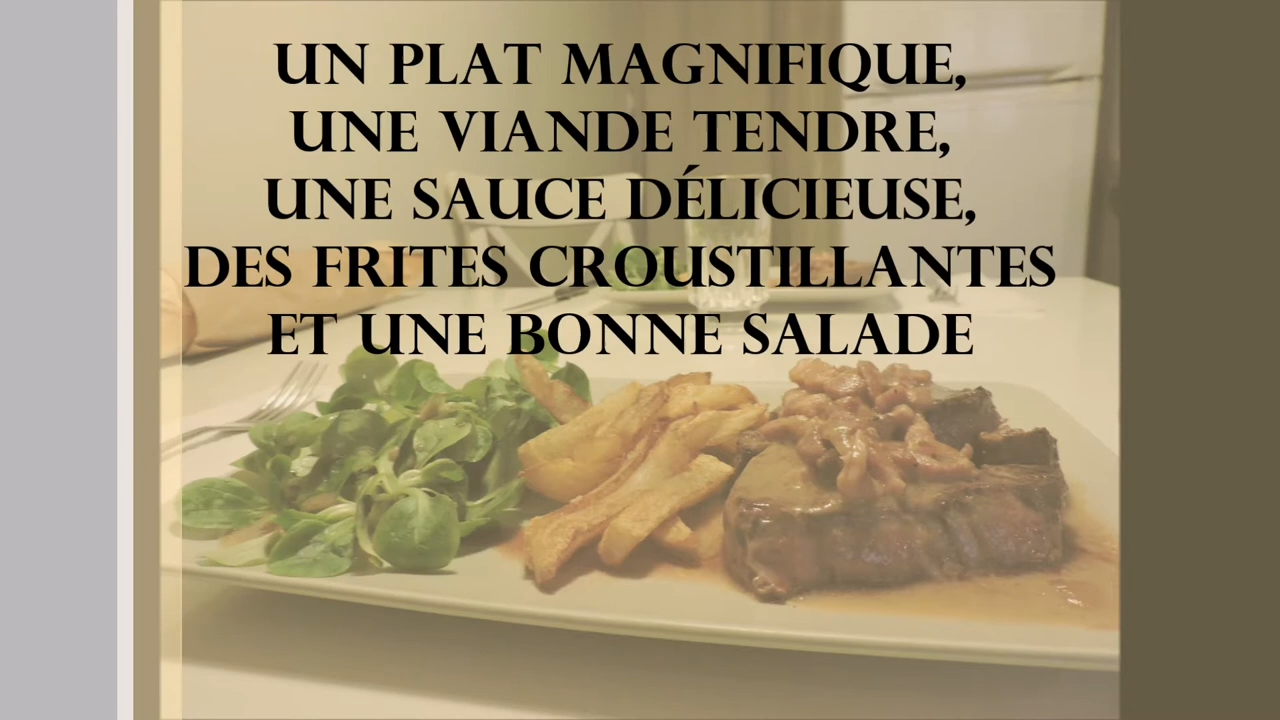 UN PLAT MAGNIFIQUE,
UNE VIANDE TENDRE,
UNE SAUCE DÉLICIEUSE,
DES FRITES CROUSTILLANTES
ET UNE BONNE SALADE